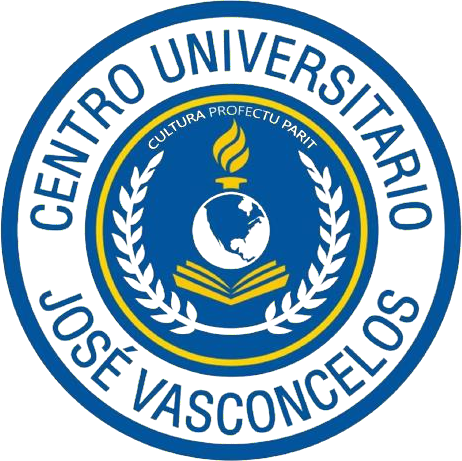 CENTRO UNIVERSITARIO
CULTURA PROFECTU PARIT
JOSÉ VASCONCELOS